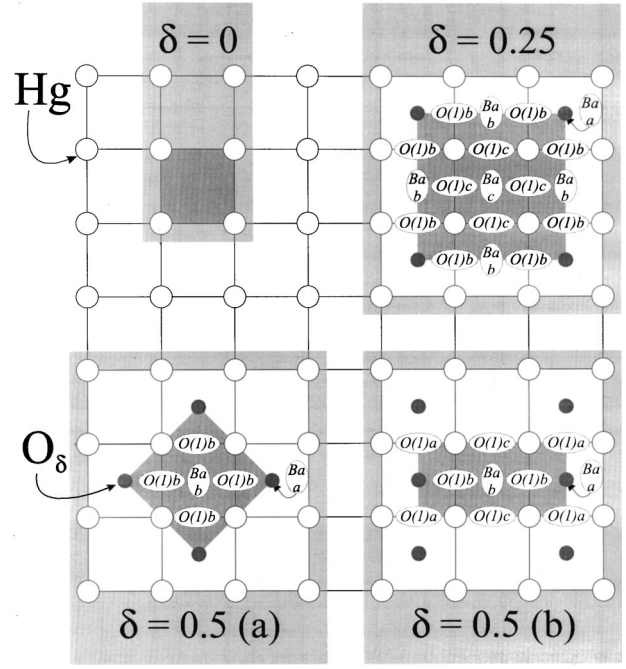 δ = 0
δ = 0.25
Hg
O(1)b Ba b O(1)b Ba a
O(1)b O(1)c O(1)b
Ba b O(1)c Ba c O(1)c Ba b
O(1)b O(1)c O(1)b
O(1)b Ba b O(1)b
Oδ
O(1)b
O(1)b Ba b O(1)b Ba a
O(1)b
O(1)a O(1)c O(1)a
O(1)b Ba b O(1)b Ba a
O(1)a O(1)c O(1)a
δ = 0.5 (a)
δ = 0.5 (b)